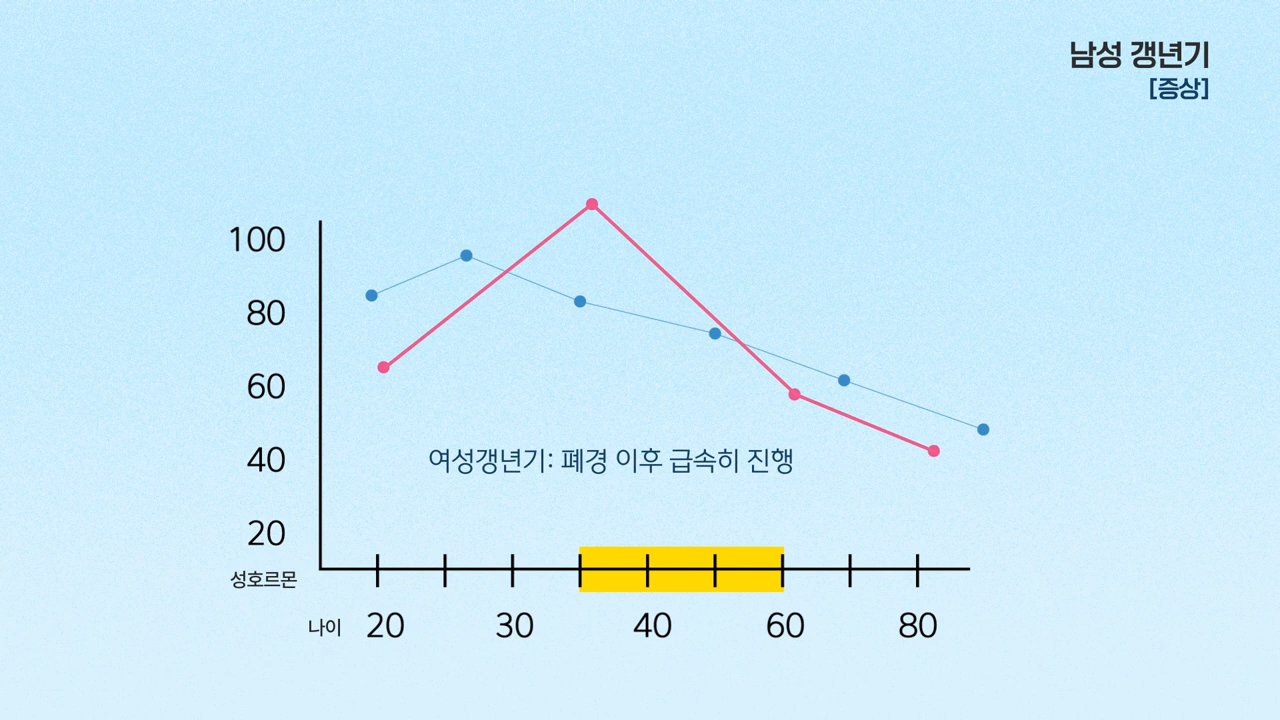 남성 갱년기
[증상]
100
80
60
40
20
여성갱년기: 폐경 이후 급속히 진행
성호르몬
나이 20 30 40 60 80